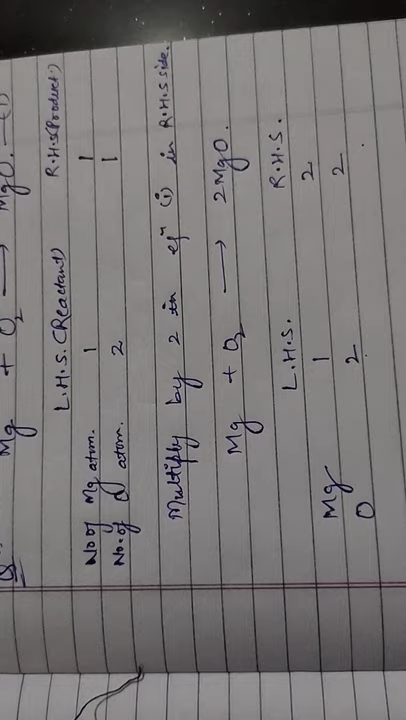 Q. Mg + O2 ⟶ MgO. —(1)
L.H.S. (Reactant) R.H.S (Product)
No of Mg atom. 1 1
No. of O atom. 2 1
Multiply by 2 in eqn (i) in R.H.S side.
Mg + O2 ⟶ 2MgO.
L.H.S. R.H.S.
Mg 1 2
O 2 2